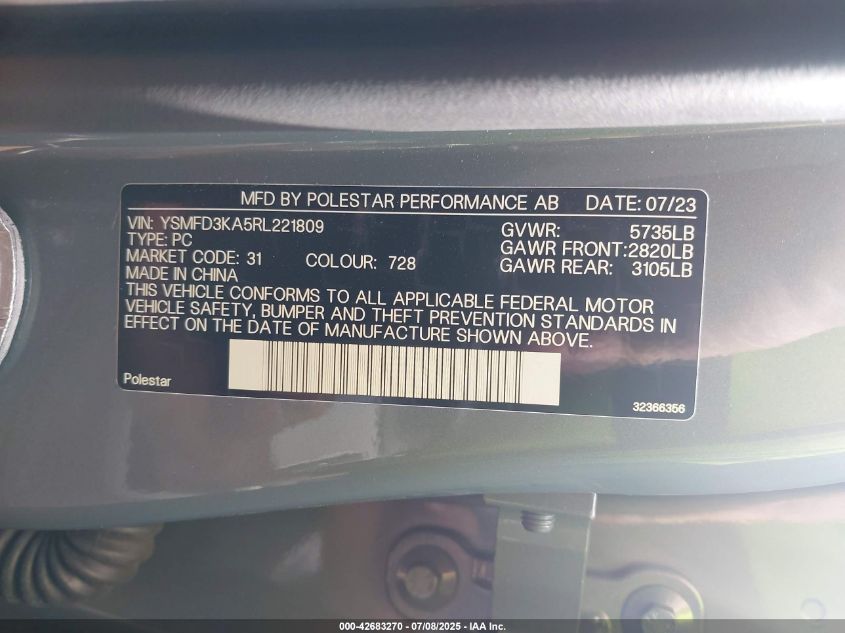 MFD BY POLESTAR PERFORMANCE AB DATE: 07/23
VIN: YSMFD3KA5RL221809 GVWR: 5735LB
TYPE: PC GAWR FRONT:2820LB
MARKET CODE: 31 COLOUR: 728 GAWR REAR: 3105LB
MADE IN CHINA
THIS VEHICLE CONFORMS TO ALL APPLICABLE FEDERAL MOTOR
VEHICLE SAFETY, BUMPER AND THEFT PREVENTION STANDARDS IN
EFFECT ON THE DATE OF MANUFACTURE SHOWN ABOVE.
Polestar
32366356
000-42683270 - 07/08/2025 - IAA Inc.